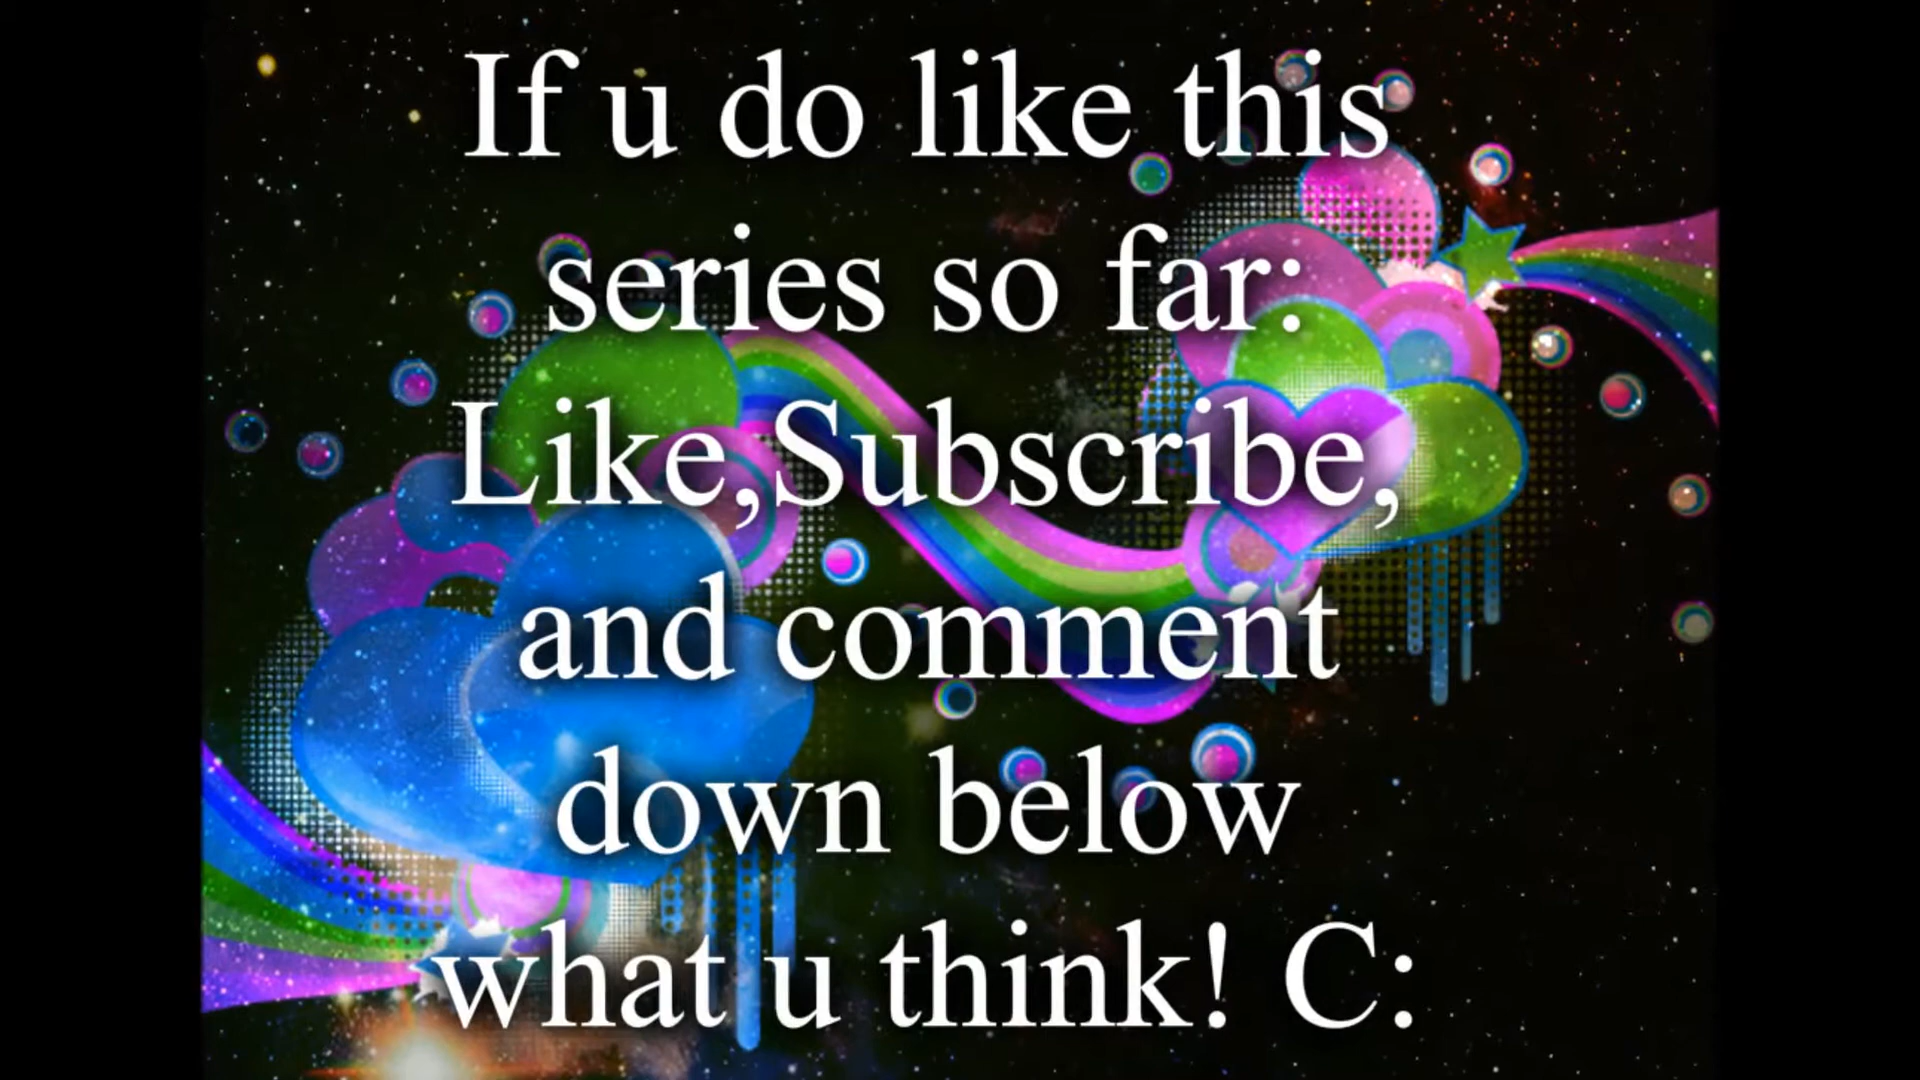 If u do like this
series so far:
Like,Subscribe,
and comment
down below
what u think! C: